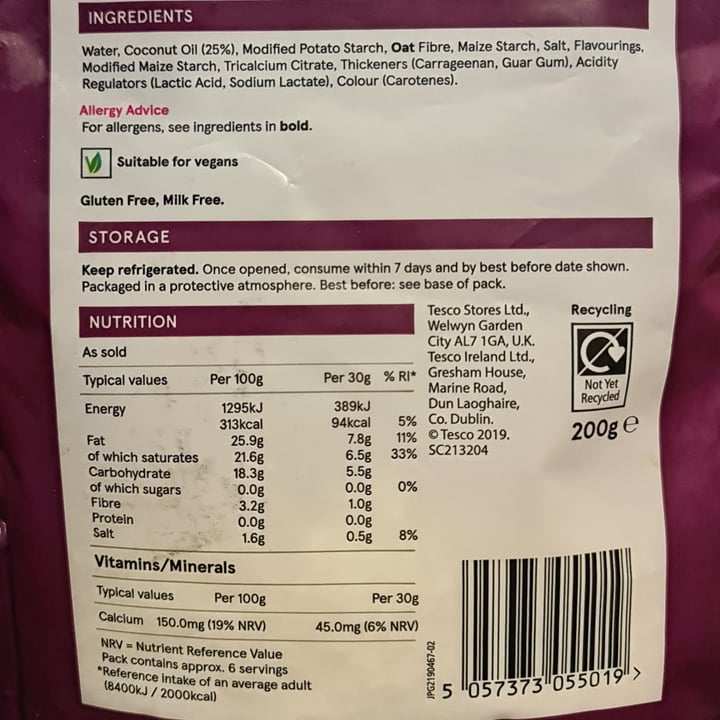 INGREDIENTS
Water, Coconut Oil (25%), Modified Potato Starch, Oat Fibre, Maize Starch, Salt, Flavourings,
Modified Maize Starch, Tricalcium Citrate, Thickeners (Carrageenan, Guar Gum), Acidity
Regulators (Lactic Acid, Sodium Lactate), Colour (Carotenes).
Allergy Advice
For allergens, see ingredients in bold.
Suitable for vegans
Gluten Free, Milk Free.
STORAGE
Keep refrigerated. Once opened, consume within 7 days and by best before date shown.
Packaged in a protective atmosphere. Best before: see base of pack.
NUTRITION
As sold
Typical values Per 100g Per 30g % RI*
Energy 1295kJ 389kJ
313kcal 94kcal 5%
Fat 25.9g 7.8g 11%
of which saturates 21.6g 6.5g 33%
Carbohydrate 18.3g 5.5g
of which sugars 0.0g 0.0g 0%
Fibre 3.2g 1.0g
Protein 0.0g 0.0g
Salt 1.6g 0.5g 8%
Vitamins/Minerals
Typical values Per 100g Per 30g
Calcium 150.0mg (19% NRV) 45.0mg (6% NRV)
NRV = Nutrient Reference Value
Pack contains approx. 6 servings
*Reference intake of an average adult
(8400kJ / 2000kcal)
Tesco Stores Ltd.,
Welwyn Garden
City AL7 1GA, U.K.
Tesco Ireland Ltd.,
Gresham House,
Marine Road,
Dun Laoghaire,
Co. Dublin.
© Tesco 2019.
SC213204
Recycling
Not Yet
Recycled
200g e
JPG2190467-02
5 057373 055019 >